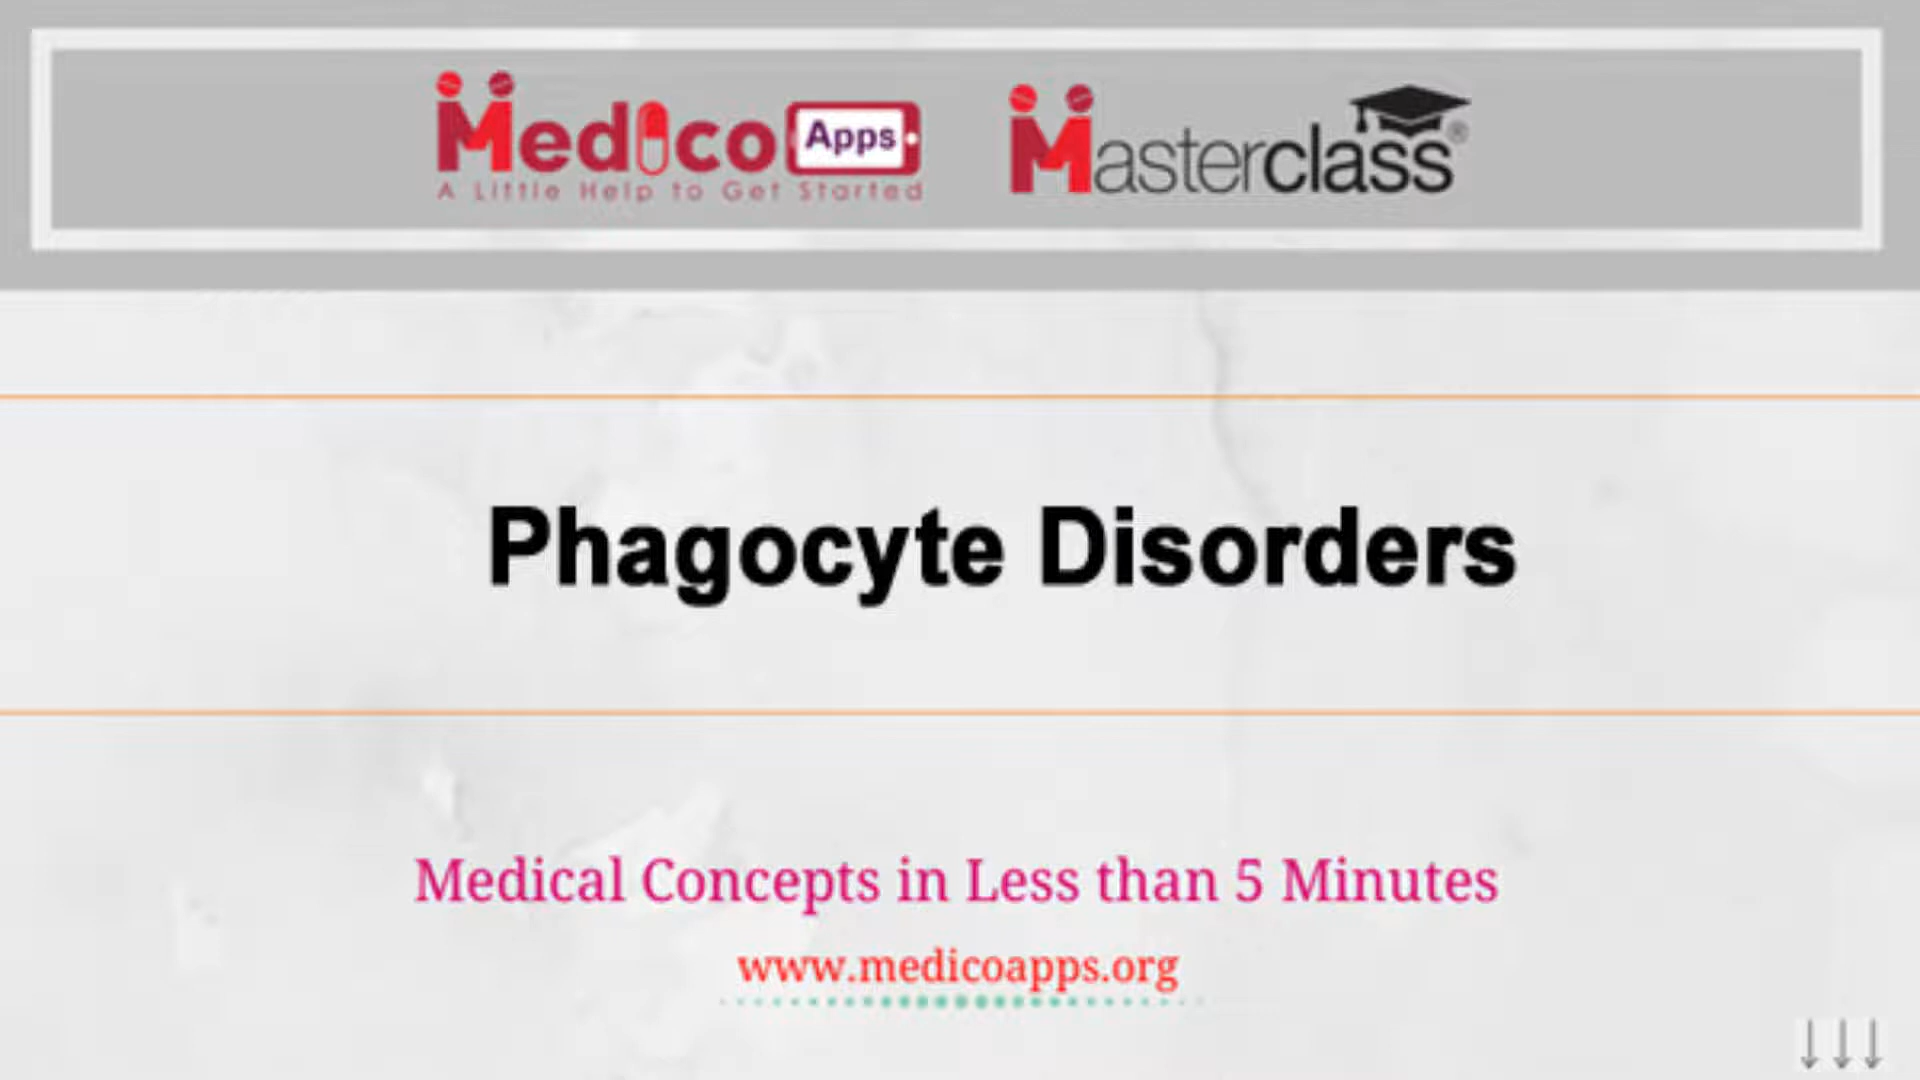 Medico Apps
A Little Help to Get Started
Masterclass®
Phagocyte Disorders
Medical Concepts in Less than 5 Minutes
www.medicoapps.org
↓↓↓